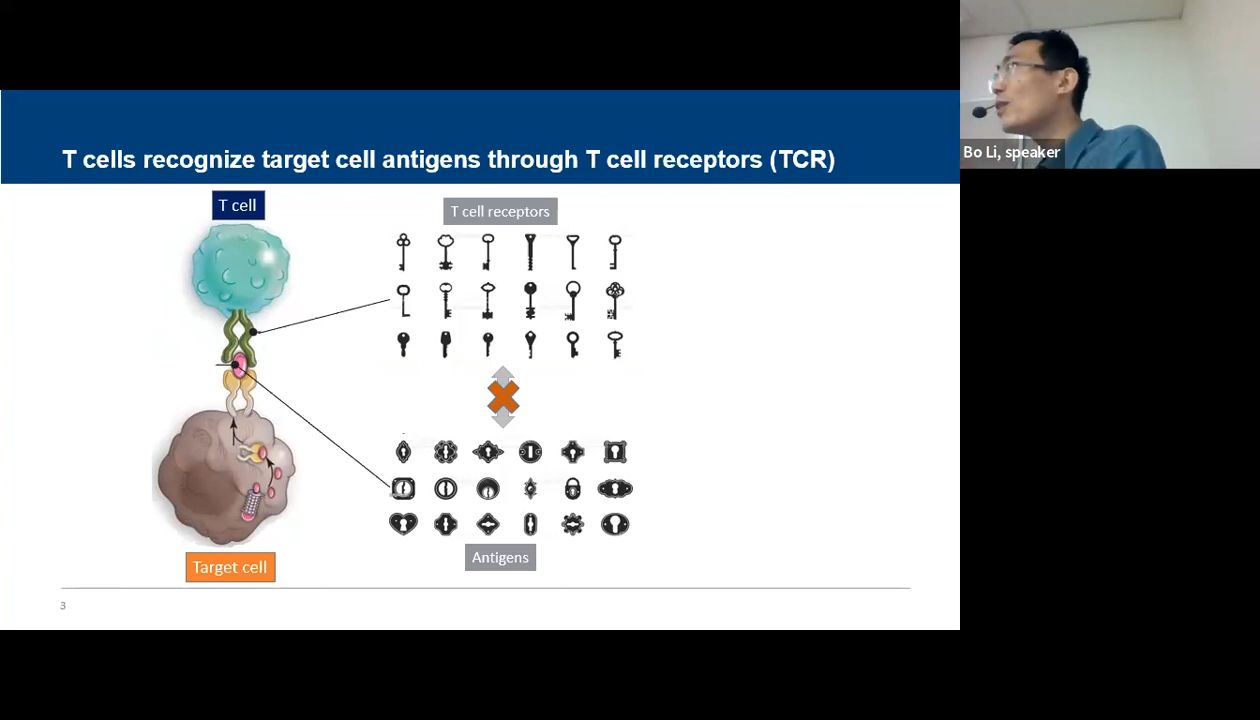 T cells recognize target cell antigens through T cell receptors (TCR)
T cell
T cell receptors
Antigens
Target cell
3
Bo Li, speaker